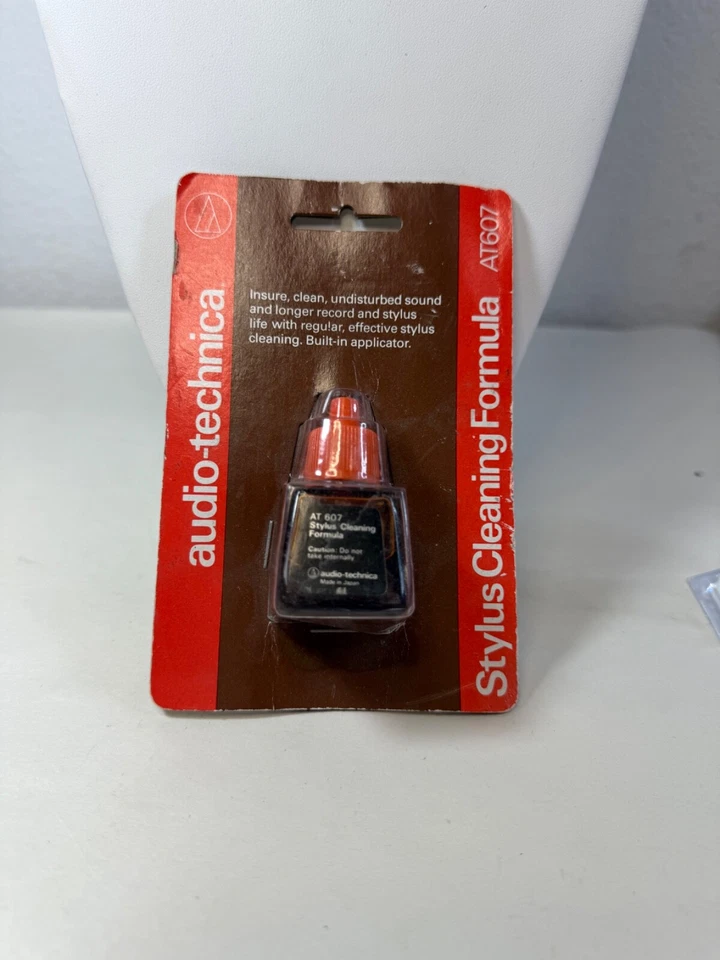 audio-technica
Insure, clean, undisturbed sound
and longer record and stylus
life with regular, effective stylus
cleaning. Built-in applicator.
Stylus Cleaning Formula AT607
AT 607
Stylus Cleaning
Formula
Caution: Do not
take internally
audio-technica
Made in Japan